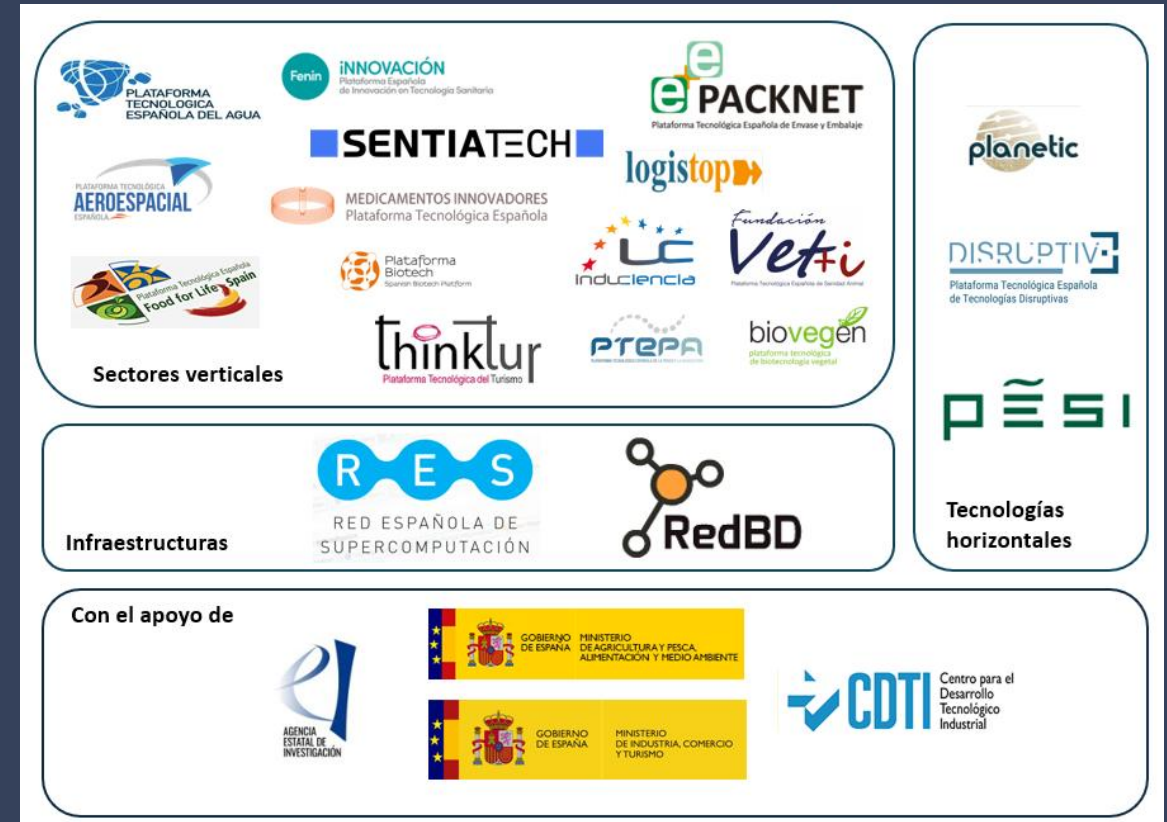 PLATAFORMA
TECNOLOGICA
ESPAÑOLA DEL AGUA
Fenin
iNNOVACIÓN
Plataforma Española
de Innovación en Tecnología Sanitaria
e
e PACKNET
Plataforma Tecnológica Española de Envase y Embalaje
SENTIATECH
logistop
PLATAFORMA TECNOLÓGICA
AEROESPACIAL
ESPAÑOLA
MEDICAMENTOS INNOVADORES
Plataforma Tecnológica Española
Plataforma Tecnológica Española
Food for Life Spain
Plataforma
Biotech
Spanish Biotech Platform
Induciencia
Fundación
Vet+i
Plataforma Tecnológica Española de Sanidad Animal
thinktur
Plataforma Tecnológica del Turismo
PTEPA
biovegen
plataforma tecnológica
de biotecnología vegetal
Sectores verticales
planetic
DISRUPTIV
Plataforma Tecnológica Española
de Tecnologías Disruptivas
PESI
Tecnologías
horizontales
RES
RED ESPAÑOLA DE
SUPERCOMPUTACIÓN
RedBD
Infraestructuras
Con el apoyo de
AGENCIA
ESTATAL DE
INVESTIGACIÓN
GOBIERNO
DE ESPAÑA
MINISTERIO
DE AGRICULTURA Y PESCA,
ALIMENTACIÓN Y MEDIO AMBIENTE
GOBIERNO
DE ESPAÑA
MINISTERIO
DE INDUSTRIA, COMERCIO
Y TURISMO
CDTI
Centro para el
Desarrollo
Tecnológico
Industrial